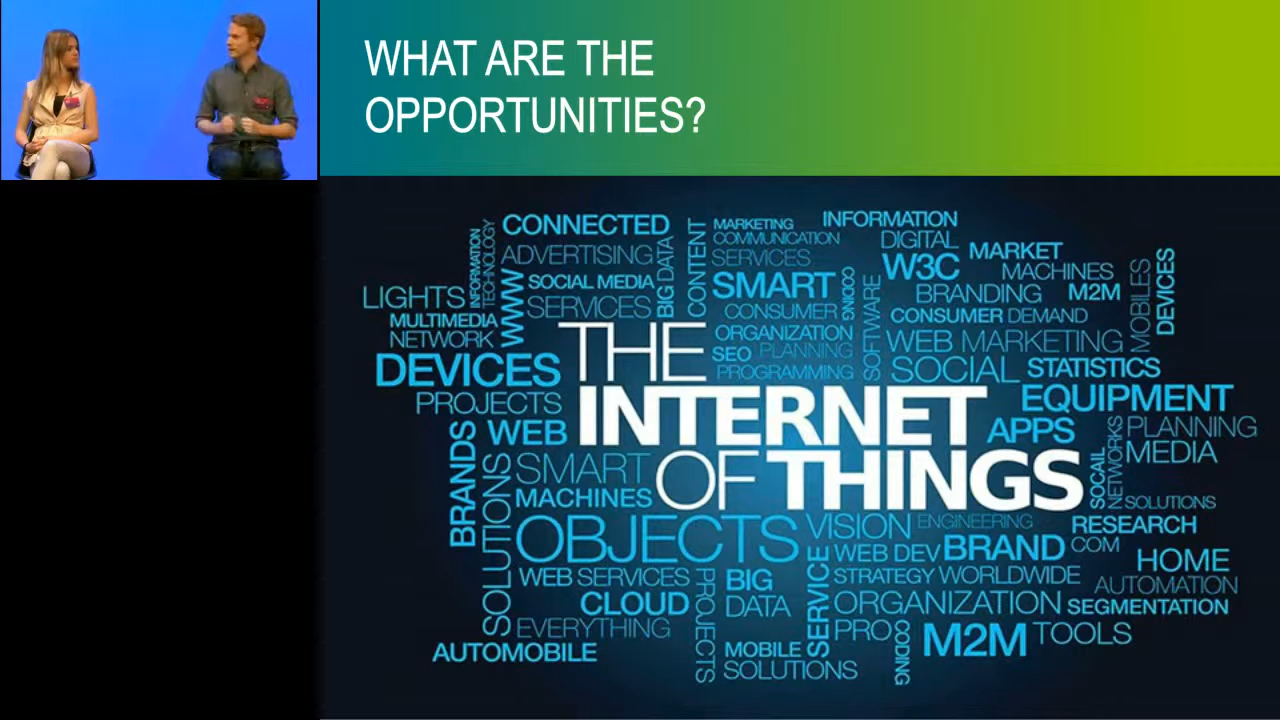 WHAT ARE THE
OPPORTUNITIES?
CONNECTED
ADVERTISING
SOCIAL MEDIA
SERVICES
INFORMATION
TECHNOLOGY
WWW
BIG DATA
CONTENT
LIGHTS
MULTIMEDIA
NETWORK
DEVICES
PROJECTS
WEB
MARKETING
COMMUNICATION
SERVICES
SMART
CONSUMER
CODING
ORGANIZATION
SEO PLANNING
PROGRAMMING
SOFTWARE
INFORMATION
DIGITAL
W3C
MARKET
MACHINES
BRANDING
M2M
CONSUMER DEMAND
WEB MARKETING
MOBILES
DEVICES
SOCIAL
STATISTICS
EQUIPMENT
APPS
PLANNING
MEDIA
SOCAIL
NETWORKS
SOLUTIONS
THE
INTERNET
OF THINGS
BRANDS
SOLUTIONS
SMART
MACHINES
OBJECTS
VISION
ENGINEERING
RESEARCH
WEB DEV
BRAND
COM
HOME
AUTOMATION
WEB SERVICES
PROJECTS
BIG
DATA
SERVICE
STRATEGY
WORLDWIDE
CLOUD
ORGANIZATION
SEGMENTATION
EVERYTHING
PRO
CODING
M2M
TOOLS
AUTOMOBILE
MOBILE
SOLUTIONS